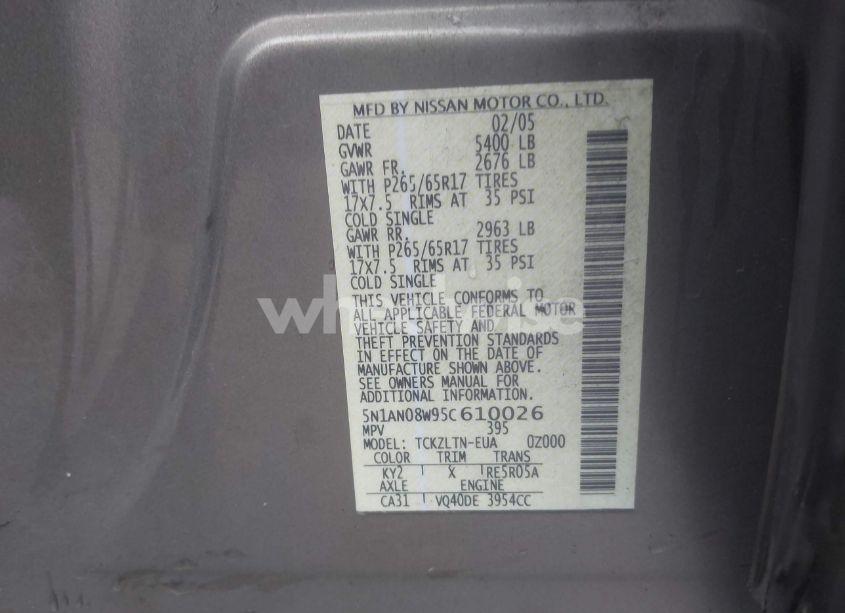 MFD BY NISSAN MOTOR CO., LTD.
DATE 02/05
GVWR 5400 LB
GAWR FR. 2676 LB
WITH P265/65R17 TIRES
17X7.5 RIMS AT 35 PSI
COLD SINGLE
GAWR RR. 2963 LB
WITH P265/65R17 TIRES
17X7.5 RIMS AT 35 PSI
COLD SINGLE
THIS VEHICLE CONFORMS TO
ALL APPLICABLE FEDERAL MOTOR
VEHICLE SAFETY AND
THEFT PREVENTION STANDARDS
IN EFFECT ON THE DATE OF
MANUFACTURE SHOWN ABOVE.
SEE OWNERS MANUAL FOR
ADDITIONAL INFORMATION
5N1AN08W95C610026
MPV 395
MODEL: TCKZLTN-EUA 0Z000
COLOR TRIM TRANS
KY2 X RE5R05A
AXLE ENGINE
CA31 VQ40DE 3954CC